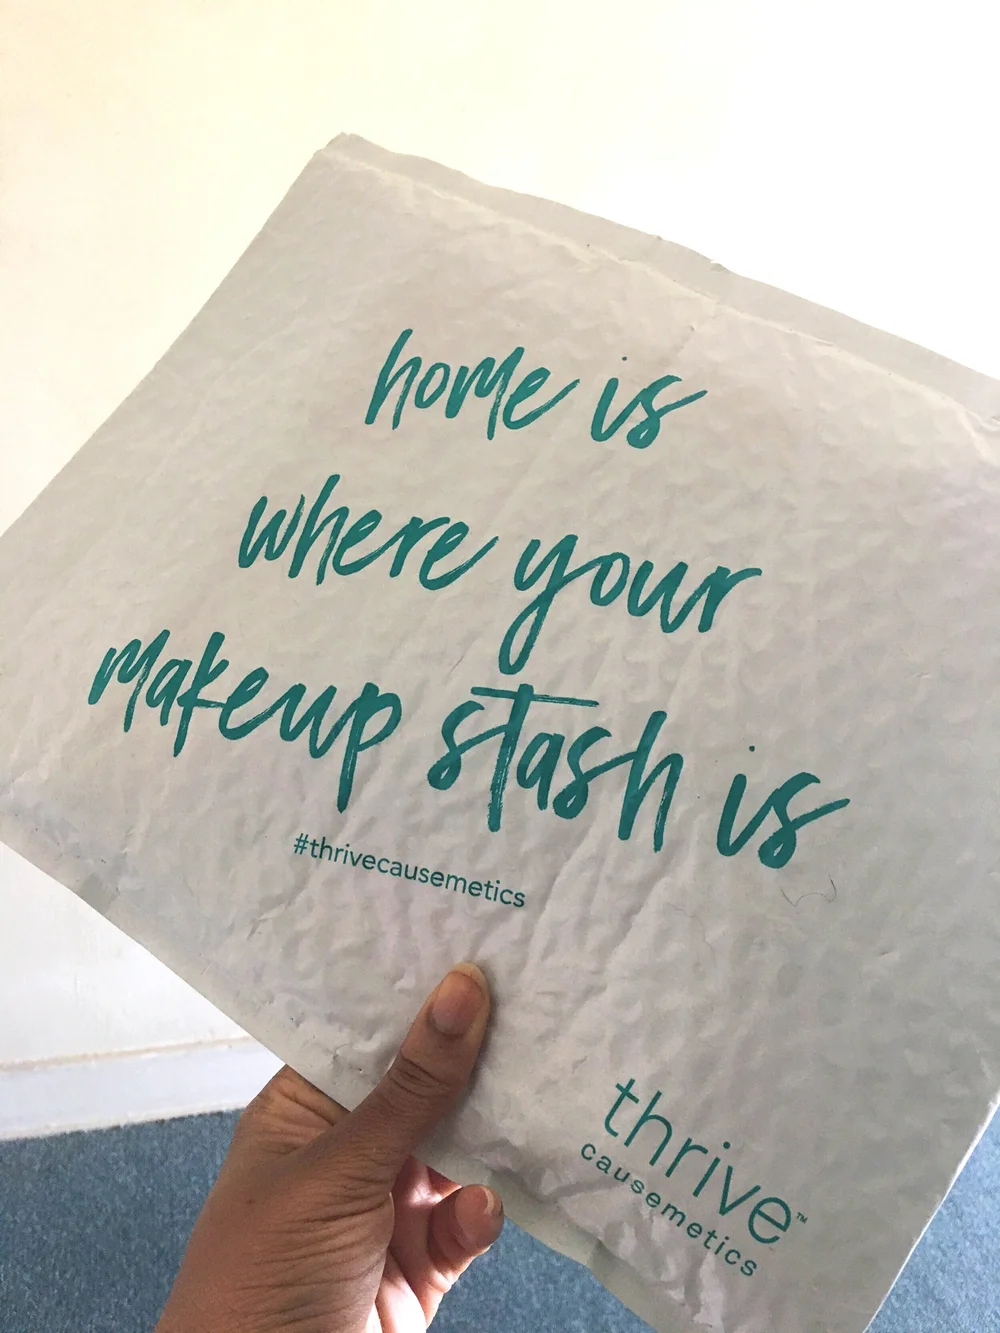 home is
where your
makeup stash is
#thrivecausemetics
thrive™
causemetics